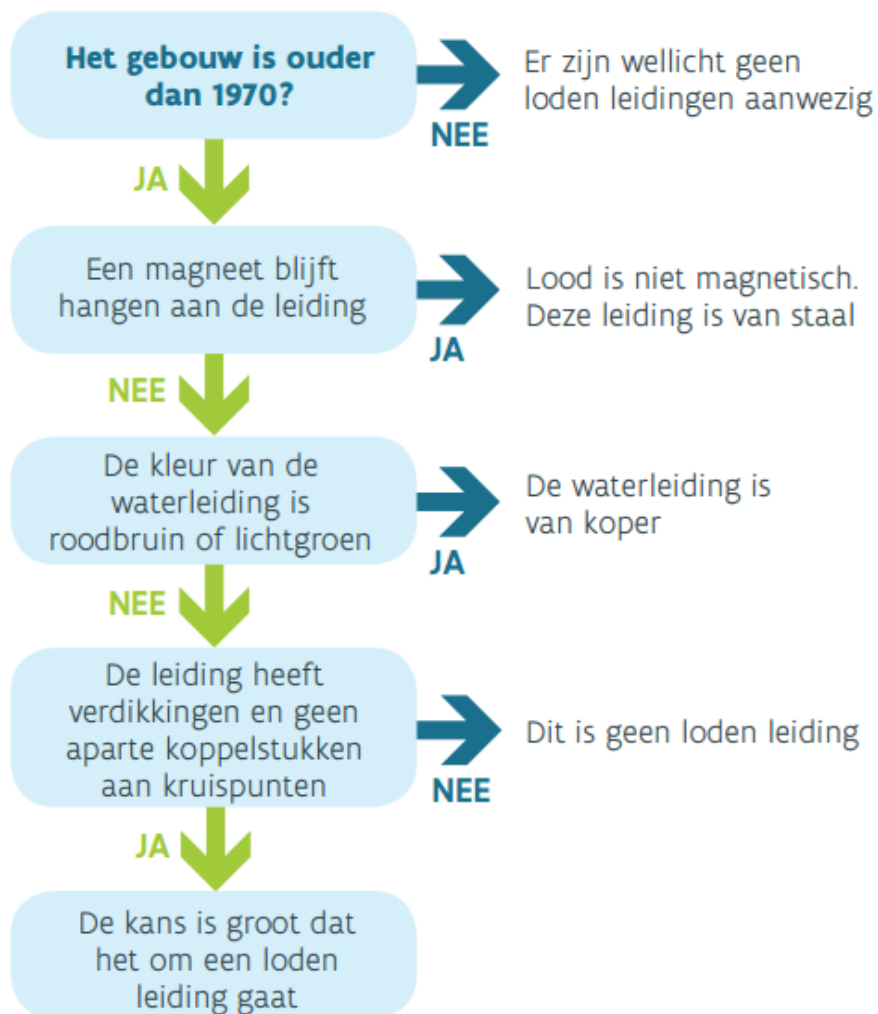 Het gebouw is ouder
dan 1970?
NEE
Er zijn wellicht geen
loden leidingen aanwezig
JA
Een magneet blijft
hangen aan de leiding
JA
Lood is niet magnetisch.
Deze leiding is van staal
NEE
De kleur van de
waterleiding is
roodbruin of lichtgroen
JA
De waterleiding is
van koper
NEE
De leiding heeft
verdikkingen en geen
aparte koppelstukken
aan kruispunten
NEE
Dit is geen loden leiding
JA
De kans is groot dat
het om een loden
leiding gaat